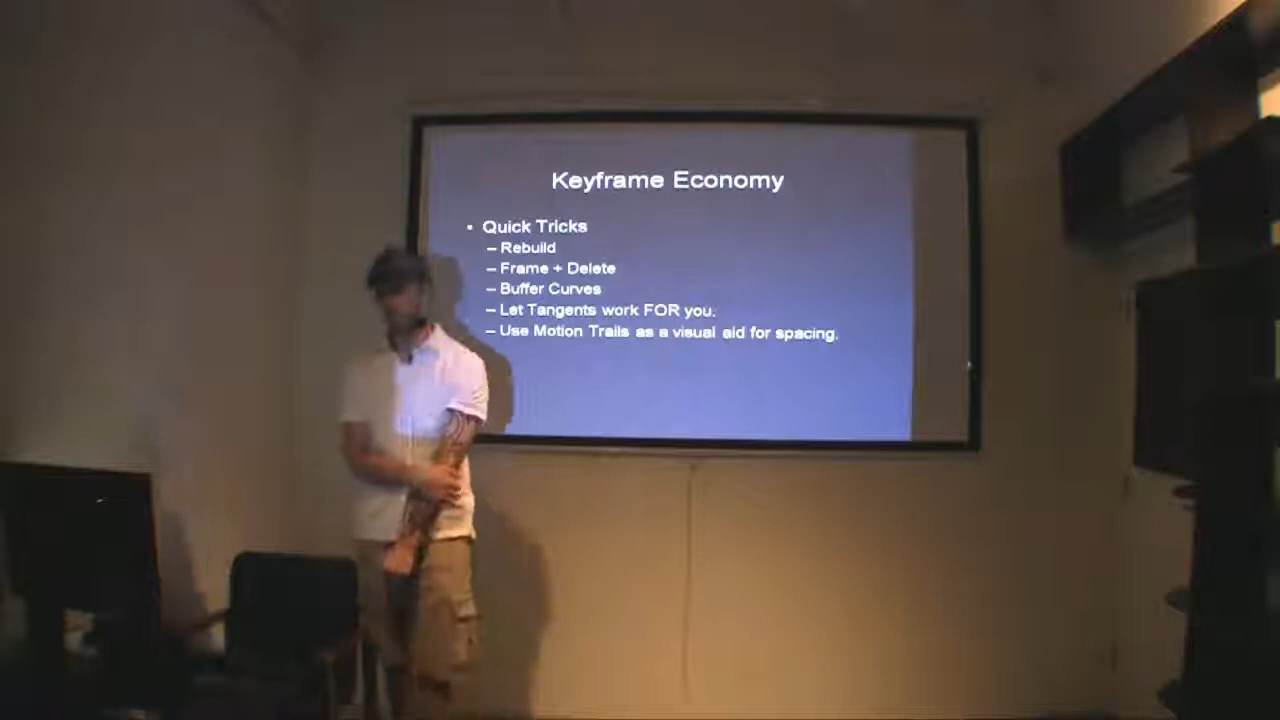 Keyframe Economy
• Quick Tricks
– Rebuild
– Frame + Delete
– Buffer Curves
– Let Tangents work FOR you.
– Use Motion Trails as a visual aid for spacing.